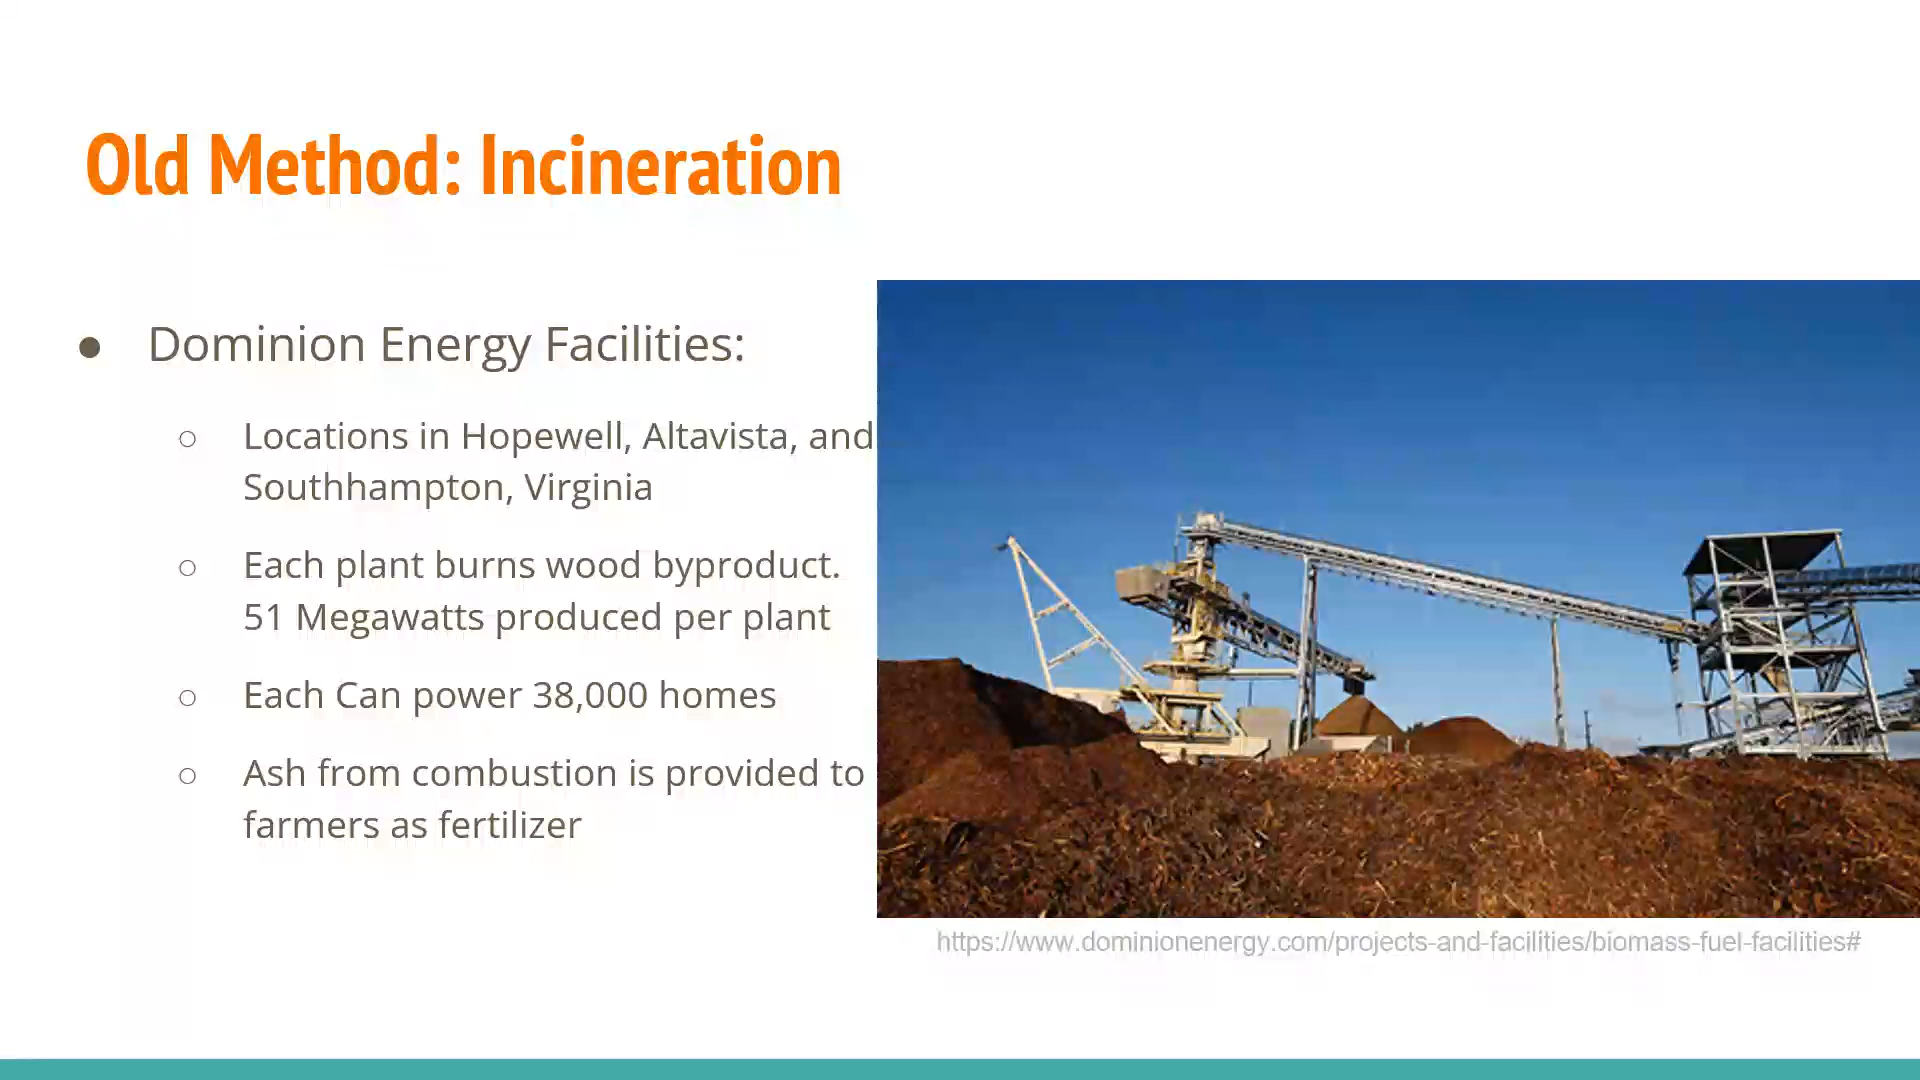 Old Method: Incineration
● Dominion Energy Facilities:
○ Locations in Hopewell, Altavista, and
Southhampton, Virginia
○ Each plant burns wood byproduct.
51 Megawatts produced per plant
○ Each Can power 38,000 homes
○ Ash from combustion is provided to
farmers as fertilizer
https://www.dominionenergy.com/projects-and-facilities/biomass-fuel-facilities#